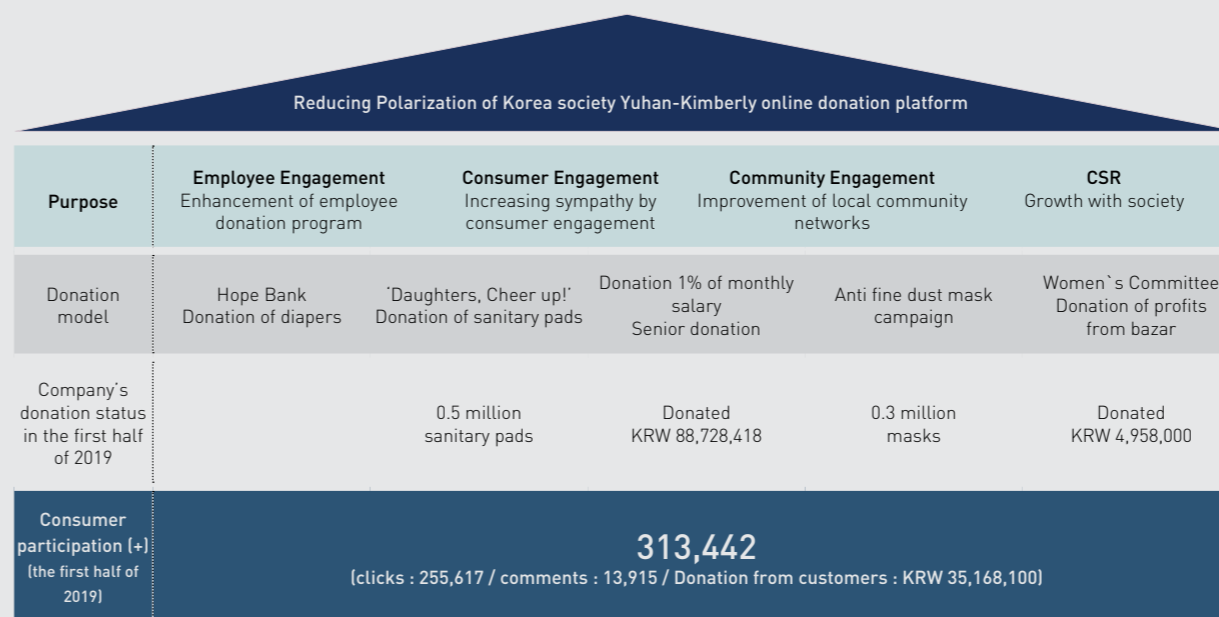 Reducing Polarization of Korea society Yuhan-Kimberly online donation platform
Purpose
Employee Engagement
Enhancement of employee
donation program
Consumer Engagement
Increasing sympathy by
consumer engagement
Community Engagement
Improvement of local community
networks
CSR
Growth with society
Donation
model
Hope Bank
Donation of diapers
'Daughters, Cheer up!'
Donation of sanitary pads
Donation 1% of monthly
salary
Senior donation
Anti fine dust mask
campaign
Women`s Committee
Donation of profits
from bazar
Company's
donation status
in the first half
of 2019
0.5 million
sanitary pads
Donated
KRW 88,728,418
0.3 million
masks
Donated
KRW 4,958,000
Consumer
participation (+)
(the first half of
2019)
313,442
(clicks : 255,617 / comments : 13,915 / Donation from customers : KRW 35,168,100)